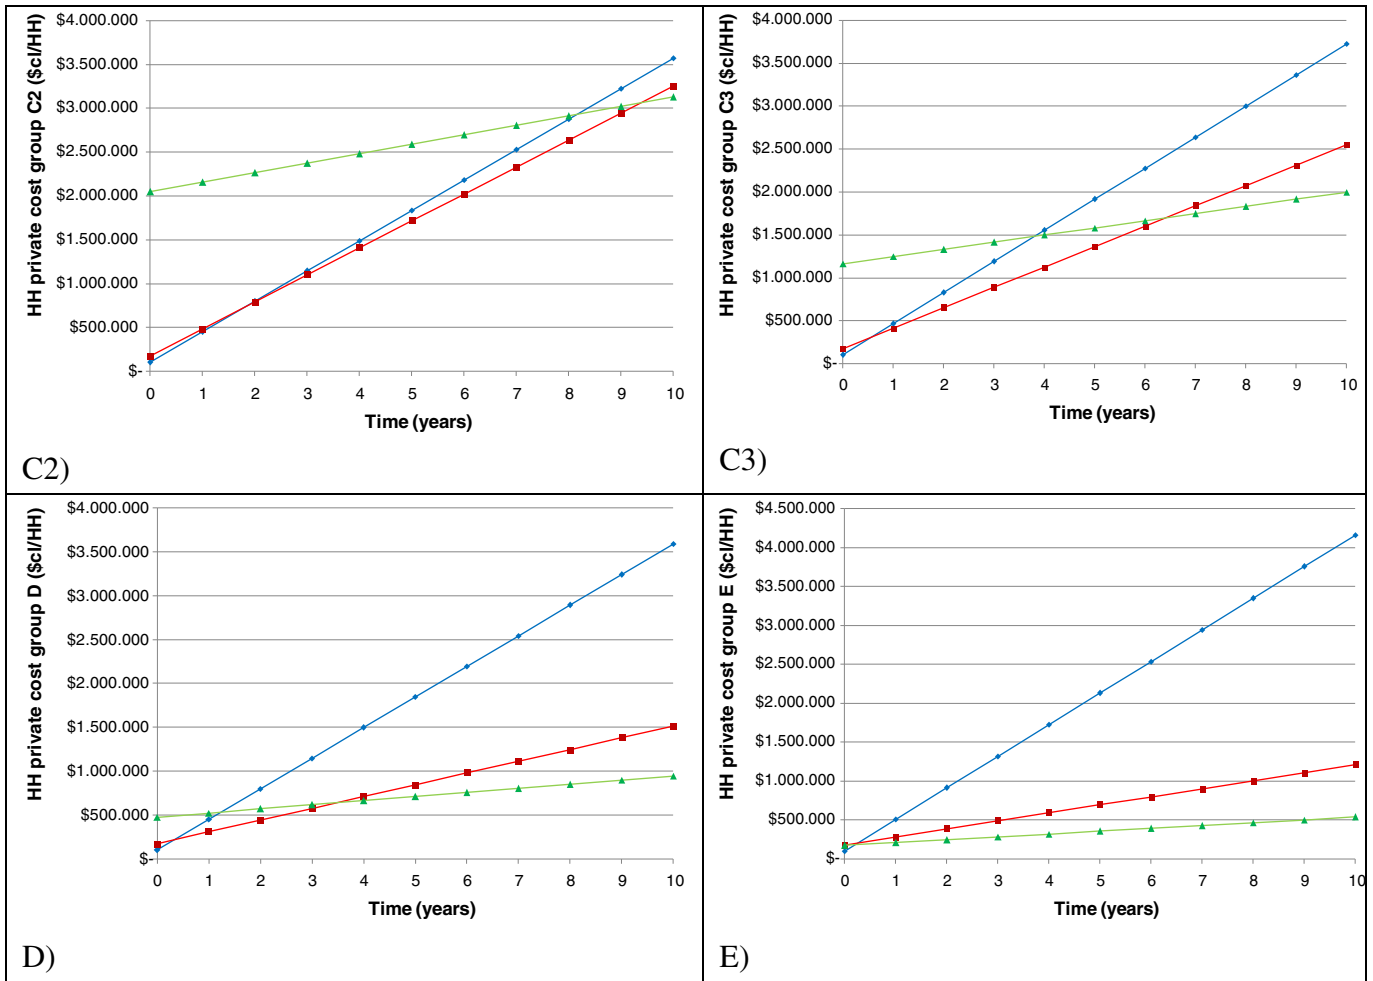 HH private cost group C2 ($cl/HH)
$4.000.000
$3.500.000
$3.000.000
$2.500.000
$2.000.000
$1.500.000
$1.000.000
$500.000
$-
0 1 2 3 4 5 6 7 8 9 10
Time (years)
C2)
HH private cost group C3 ($cl/HH)
$4.000.000
$3.500.000
$3.000.000
$2.500.000
$2.000.000
$1.500.000
$1.000.000
$500.000
$-
0 1 2 3 4 5 6 7 8 9 10
Time (years)
C3)
HH private cost group D ($cl/HH)
$4.000.000
$3.500.000
$3.000.000
$2.500.000
$2.000.000
$1.500.000
$1.000.000
$500.000
$-
0 1 2 3 4 5 6 7 8 9 10
Time (years)
D)
HH private cost group E ($cl/HH)
$4.500.000
$4.000.000
$3.500.000
$3.000.000
$2.500.000
$2.000.000
$1.500.000
$1.000.000
$500.000
$-
0 1 2 3 4 5 6 7 8 9 10
Time (years)
E)